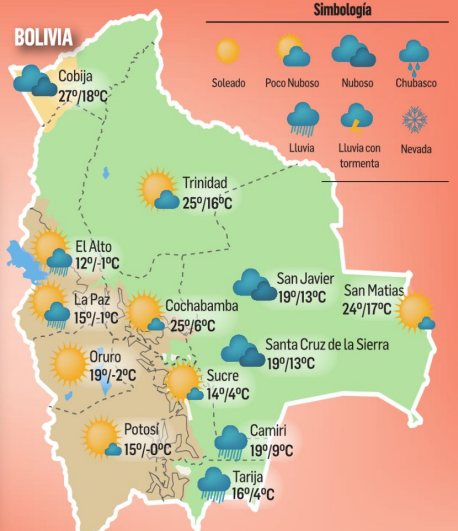 Simbología
BOLIVIA
Soleado
Poco Nuboso
Nuboso
Chubasco
Lluvia
Lluvia con
tormenta
Nevada
Cobija
27º/18ºC
Trinidad
25º/16ºC
El Alto
12º/-1ºC
La Paz
15º/-1ºC
Cochabamba
25º/6ºC
San Javier
19º/13ºC
San Matias
24º/17ºC
Oruro
19º/-2ºC
Santa Cruz de la Sierra
19º/13ºC
Sucre
14º/4ºC
Potosí
15º/-0ºC
Camiri
19º/9ºC
Tarija
16º/4ºC